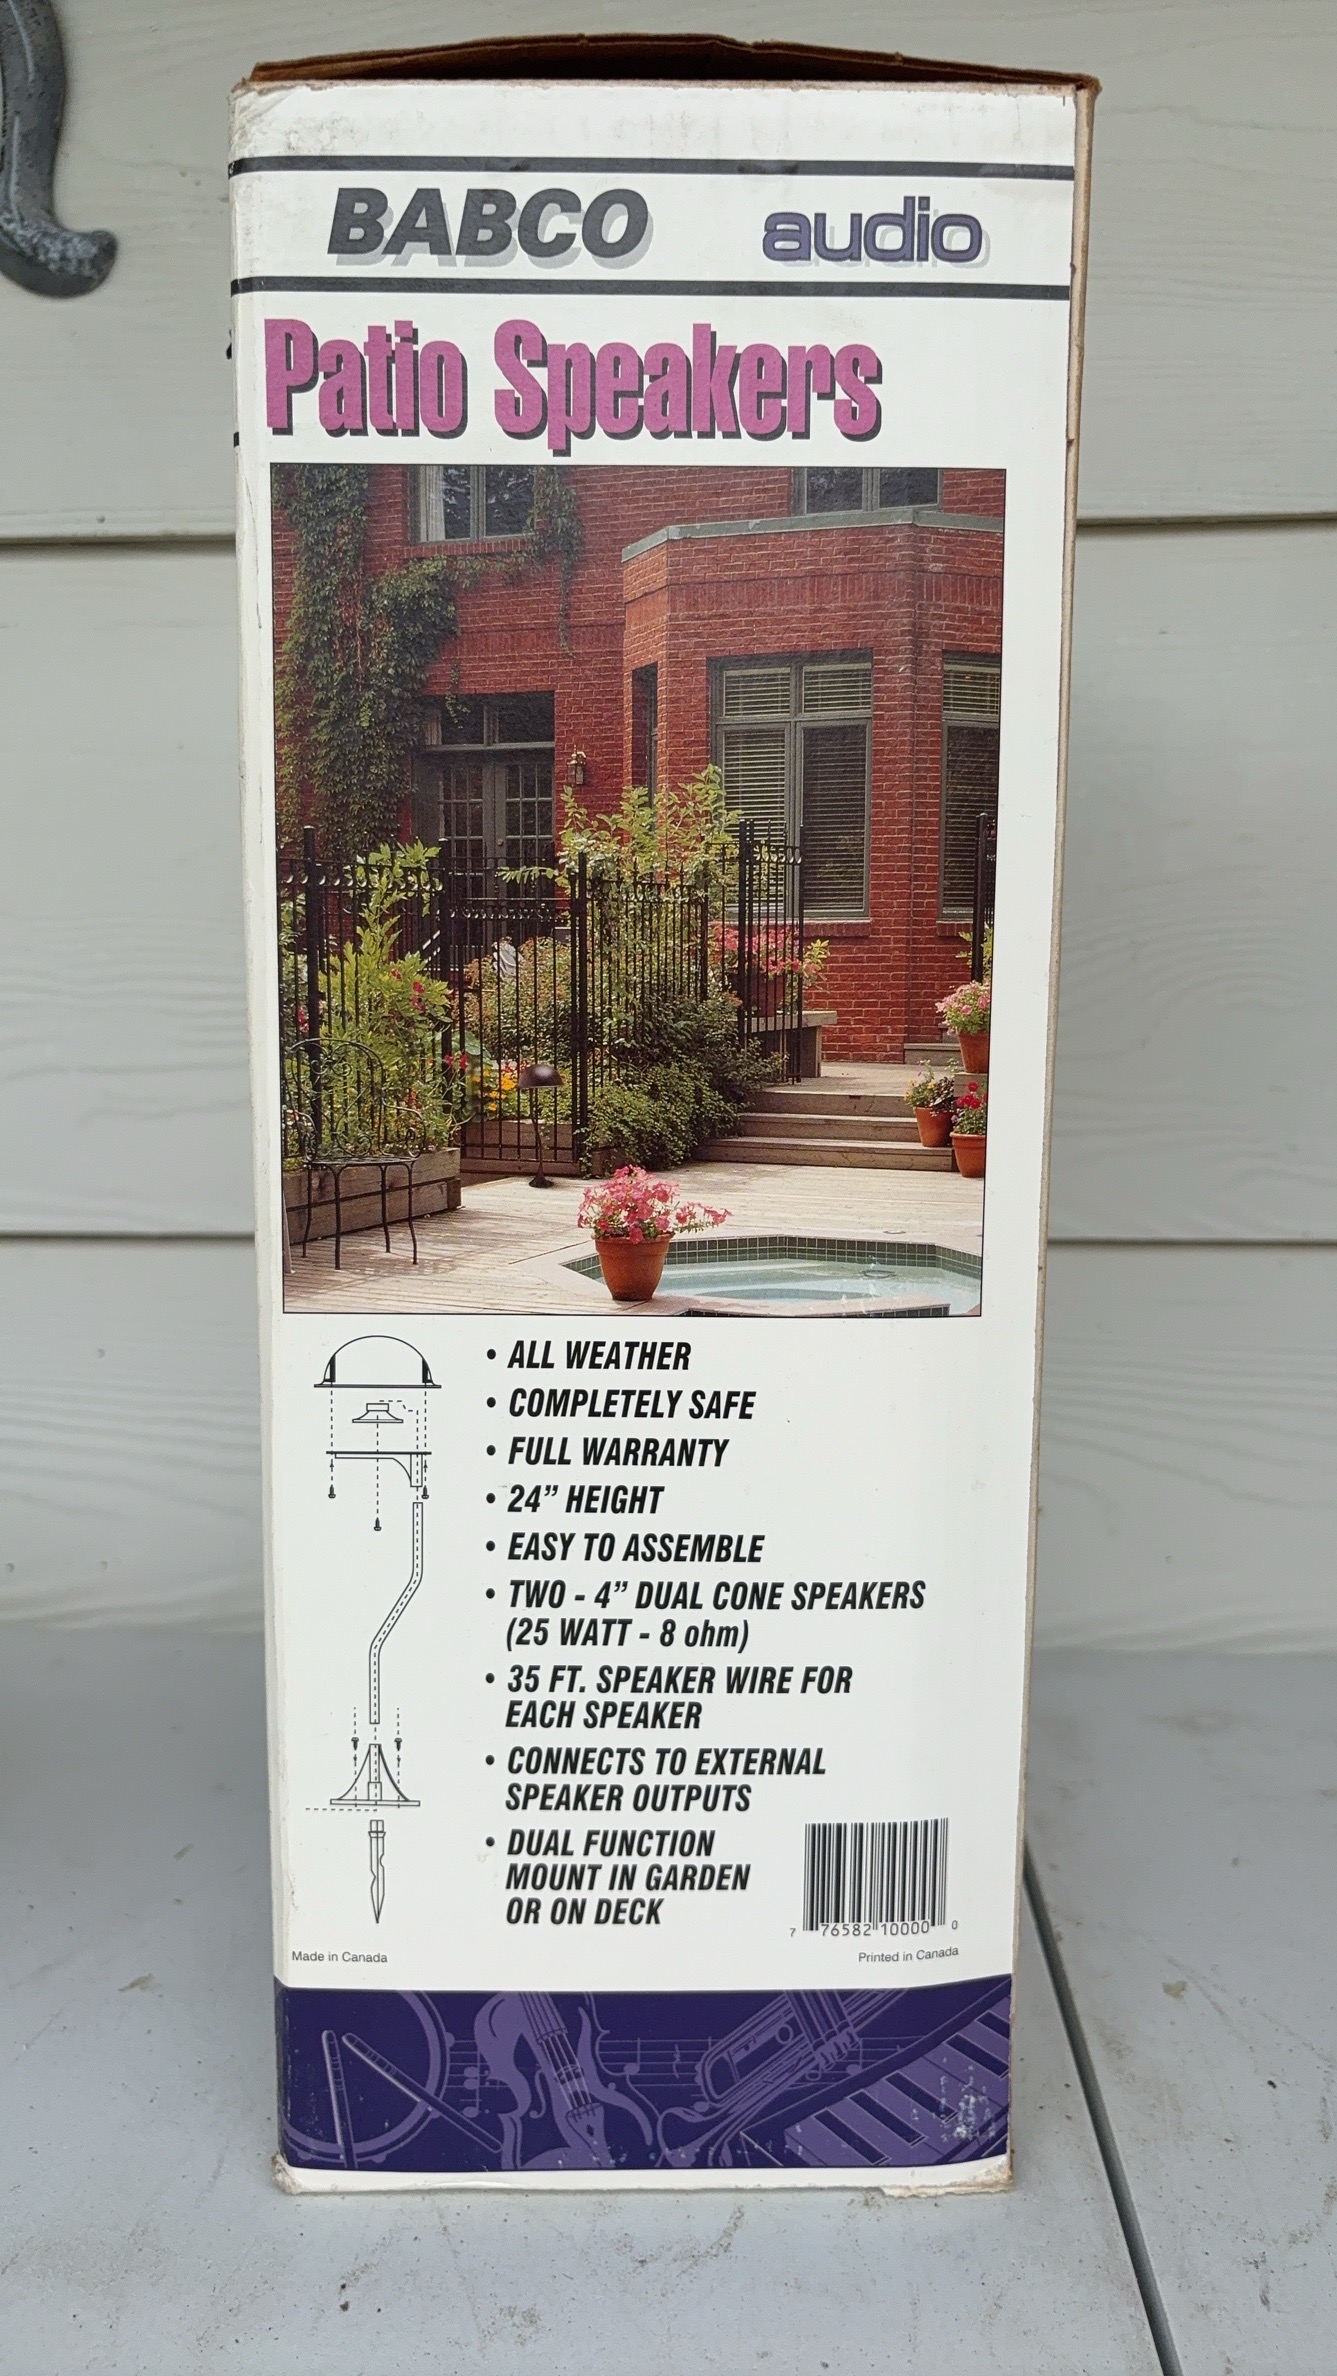 BABCO audio
Patio Speakers
• ALL WEATHER
• COMPLETELY SAFE
• FULL WARRANTY
• 24” HEIGHT
• EASY TO ASSEMBLE
• TWO - 4” DUAL CONE SPEAKERS
(25 WATT - 8 ohm)
• 35 FT. SPEAKER WIRE FOR
EACH SPEAKER
• CONNECTS TO EXTERNAL
SPEAKER OUTPUTS
• DUAL FUNCTION
MOUNT IN GARDEN
OR ON DECK
7 76582 10000 0
Made in Canada
Printed in Canada